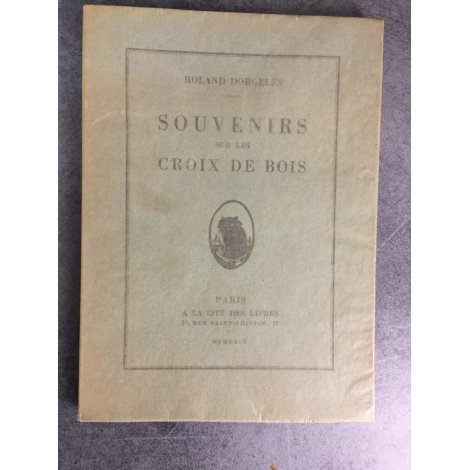 ROLAND DORGELÈS
SOUVENIRS
SUR LES
CROIX DE BOIS
PARIS
A LA CITÉ DES LIVRES
27, RUE SAINT-SULPICE, 27